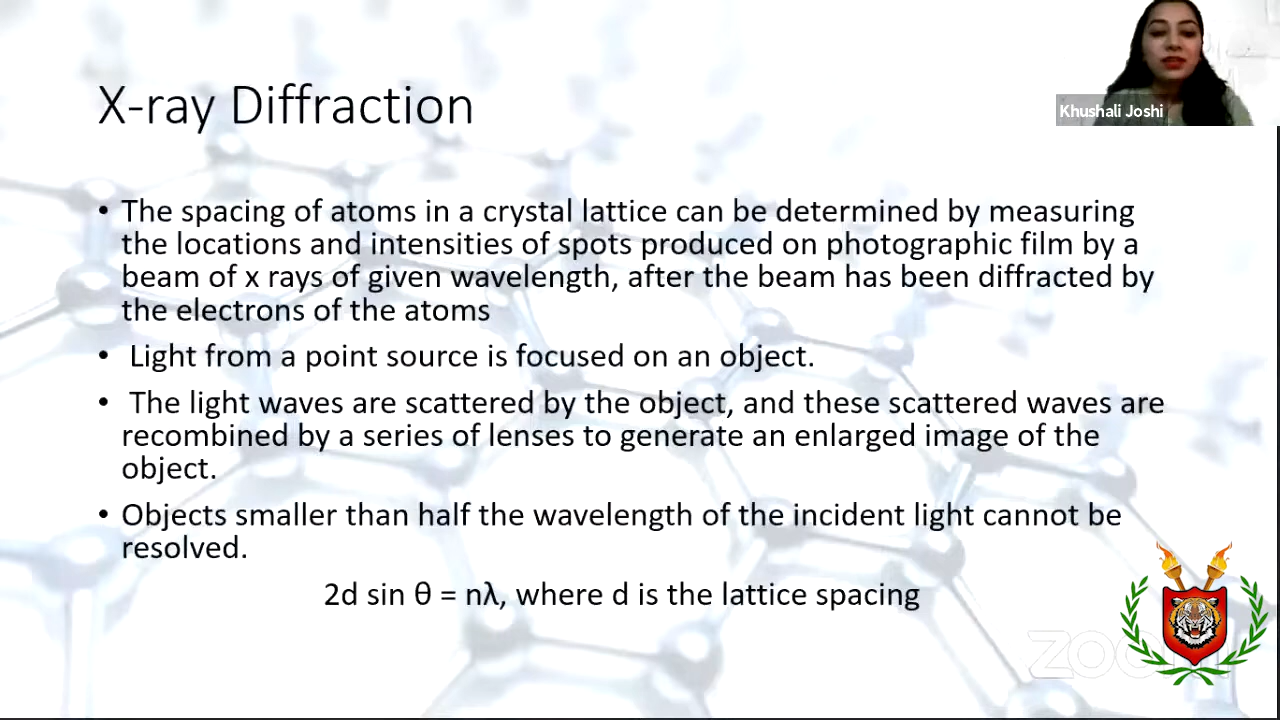 X-ray Diffraction
Khushali Joshi
• The spacing of atoms in a crystal lattice can be determined by measuring
the locations and intensities of spots produced on photographic film by a
beam of x rays of given wavelength, after the beam has been diffracted by
the electrons of the atoms
• Light from a point source is focused on an object.
• The light waves are scattered by the object, and these scattered waves are
recombined by a series of lenses to generate an enlarged image of the
object.
• Objects smaller than half the wavelength of the incident light cannot be
resolved.
2d sin θ = nλ, where d is the lattice spacing
zoom